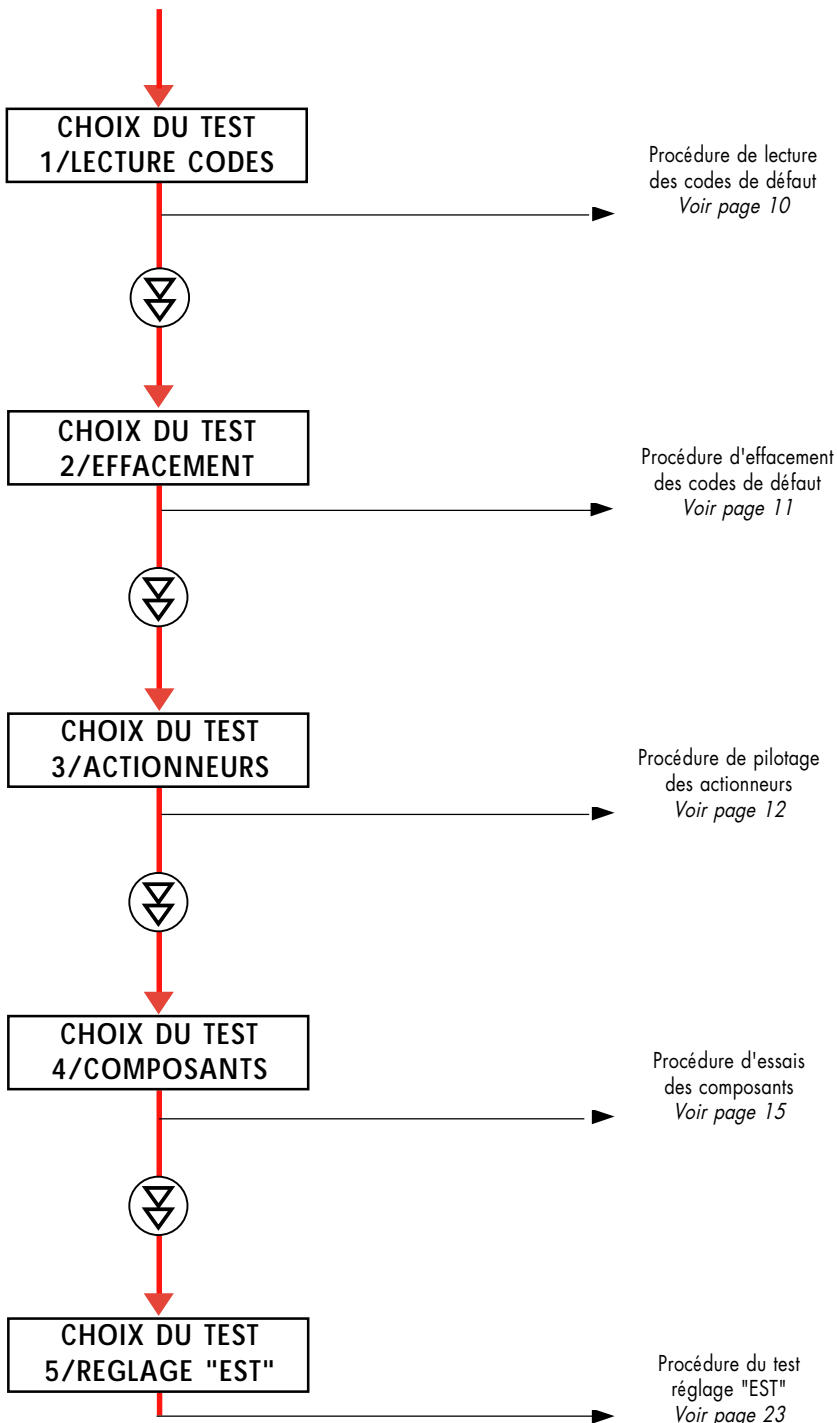 CHOIX DU TEST
1/LECTURE CODES
Procédure de lecture
des codes de défaut
Voir page 10
CHOIX DU TEST
2/EFFACEMENT
Procédure d'effacement
des codes de défaut
Voir page 11
CHOIX DU TEST
3/ACTIONNEURS
Procédure de pilotage
des actionneurs
Voir page 12
CHOIX DU TEST
4/COMPOSANTS
Procédure d'essais
des composants
Voir page 15
CHOIX DU TEST
5/REGLAGE "EST"
Procédure du test
réglage "EST"
Voir page 23